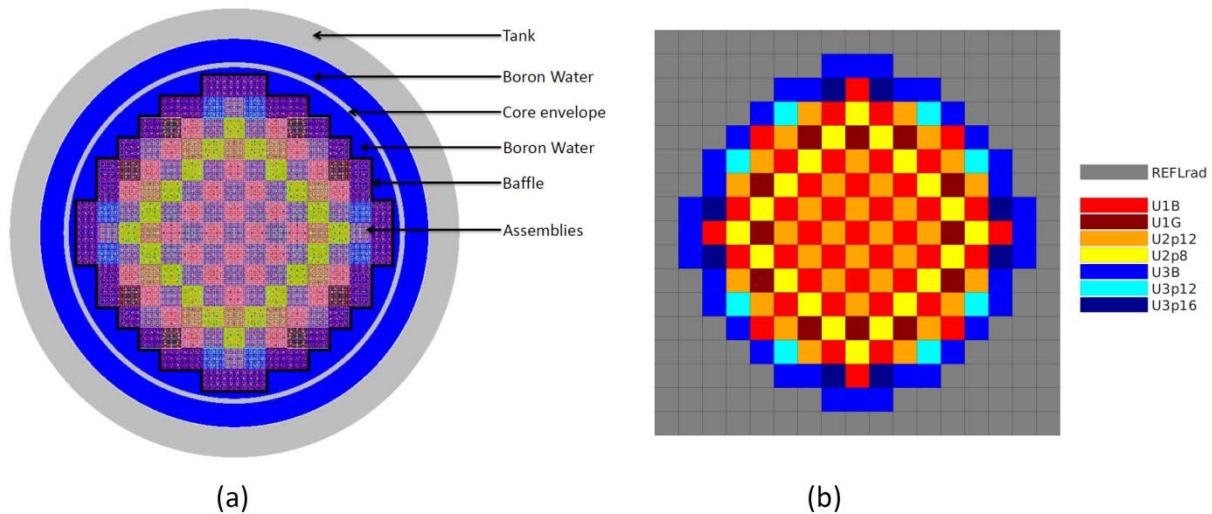 Tank
Boron Water
Core envelope
Boron Water
Baffle
Assemblies
REFLrad
U1B
U1G
U2p12
U2p8
U3B
U3p12
U3p16
(a)
(b)